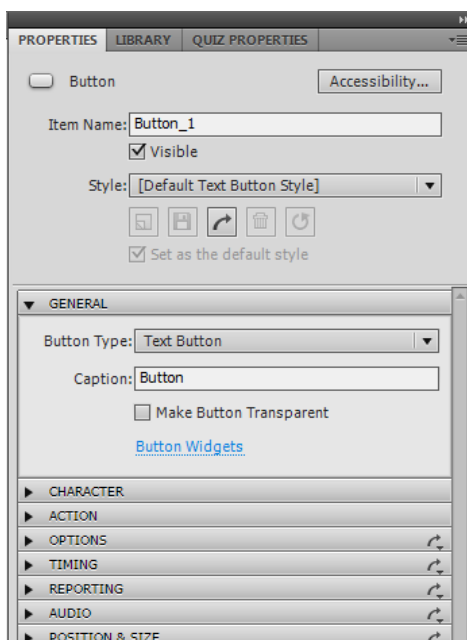 PROPERTIES LIBRARY QUIZ PROPERTIES
Button Accessibility...
Item Name: Button_1
Visible
Style: [Default Text Button Style]
Set as the default style
GENERAL
Button Type: Text Button
Caption: Button
Make Button Transparent
Button Widgets
CHARACTER
ACTION
OPTIONS
TIMING
REPORTING
AUDIO
POSITION & SIZE